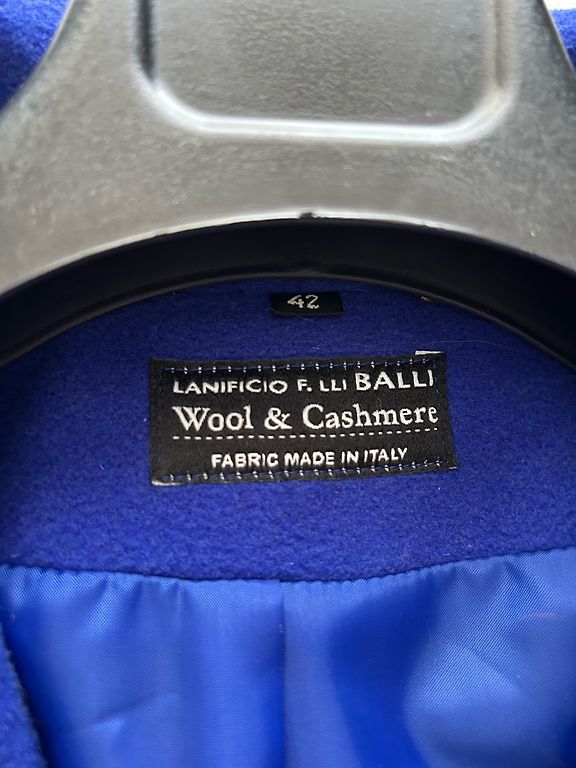 42
LANIFICIO F. LLI BALLI
Wool & Cashmere
FABRIC MADE IN ITALY